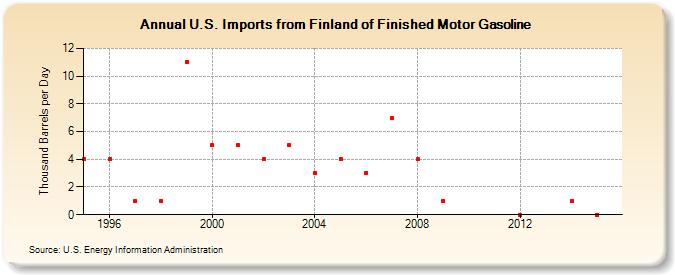 Annual U.S. Imports from Finland of Finished Motor Gasoline
Thousand Barrels per Day
12
10
8
6
4
2
0
1996 2000 2004 2008 2012
Source: U.S. Energy Information Administration